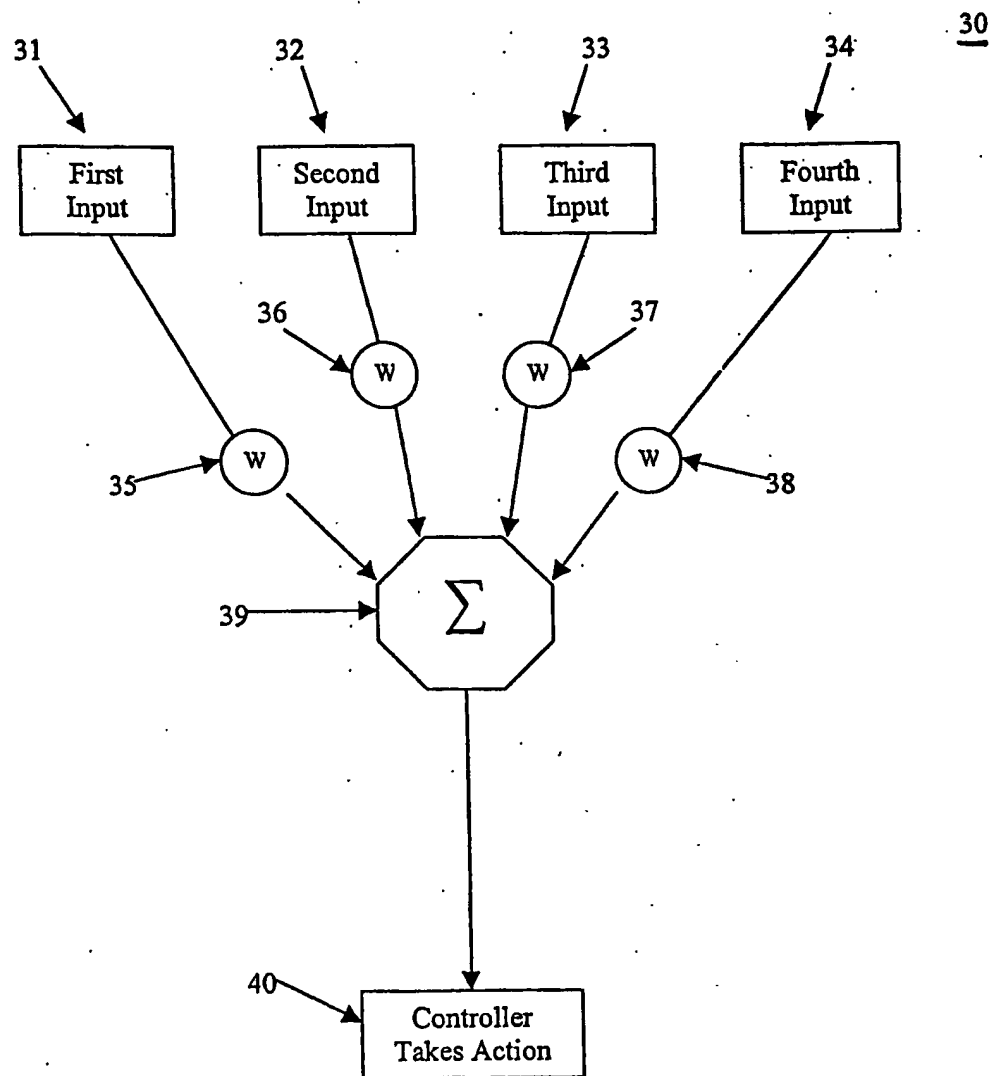 30
31
32
33
34
First
Input
Second
Input
Third
Input
Fourth
Input
36
37
W
W
35
W
W
38
39
Σ
40
Controller
Takes Action